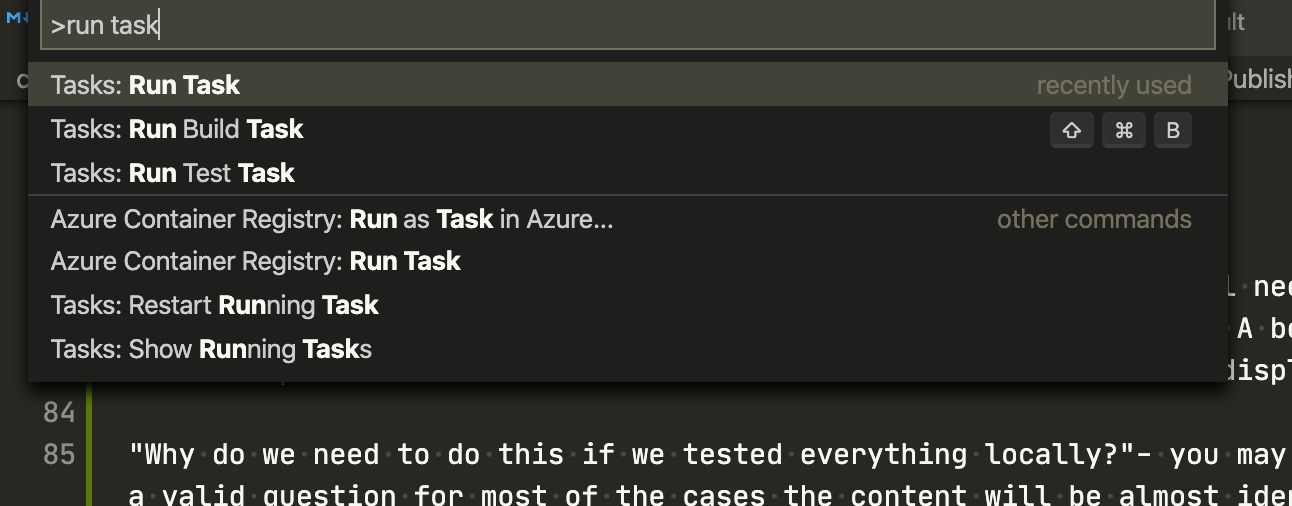 M
>run task
ult
Tasks: Run Task recently used
Publish
Tasks: Run Build Task ⇧ ⌘ B
Tasks: Run Test Task
Azure Container Registry: Run as Task in Azure... other commands
Azure Container Registry: Run Task
Tasks: Restart Running Task
Tasks: Show Running Tasks
A
84
85 "Why·do·we·need·to·do·this·if·we·tested·everything·locally?"-·you·may
a·valid·question·for·most·of·the·cases·the·content·will·be·almost